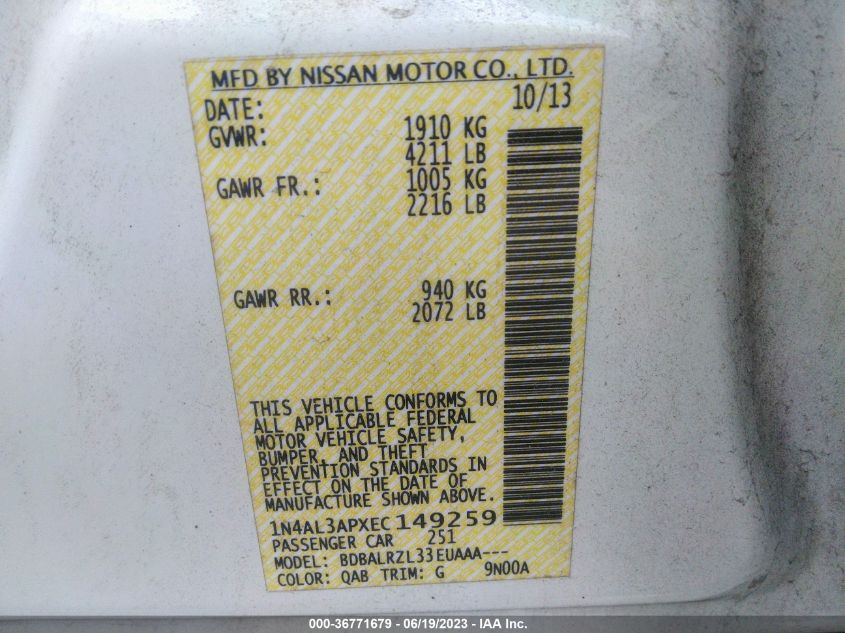 MFD BY NISSAN MOTOR CO., LTD.
DATE: 10/13
GVWR: 1910 KG
4211 LB
GAWR FR.: 1005 KG
2216 LB
GAWR RR.: 940 KG
2072 LB
THIS VEHICLE CONFORMS TO
ALL APPLICABLE FEDERAL
MOTOR VEHICLE SAFETY,
BUMPER, AND THEFT
PREVENTION STANDARDS IN
EFFECT ON THE DATE OF
MANUFACTURE SHOWN ABOVE.
1N4AL3APXEC149259
PASSENGER CAR 251
MODEL: BDBALRZL33EUAAA---
COLOR: QAB TRIM: G 9N00A
000-36771679 - 06/19/2023 - IAA Inc.